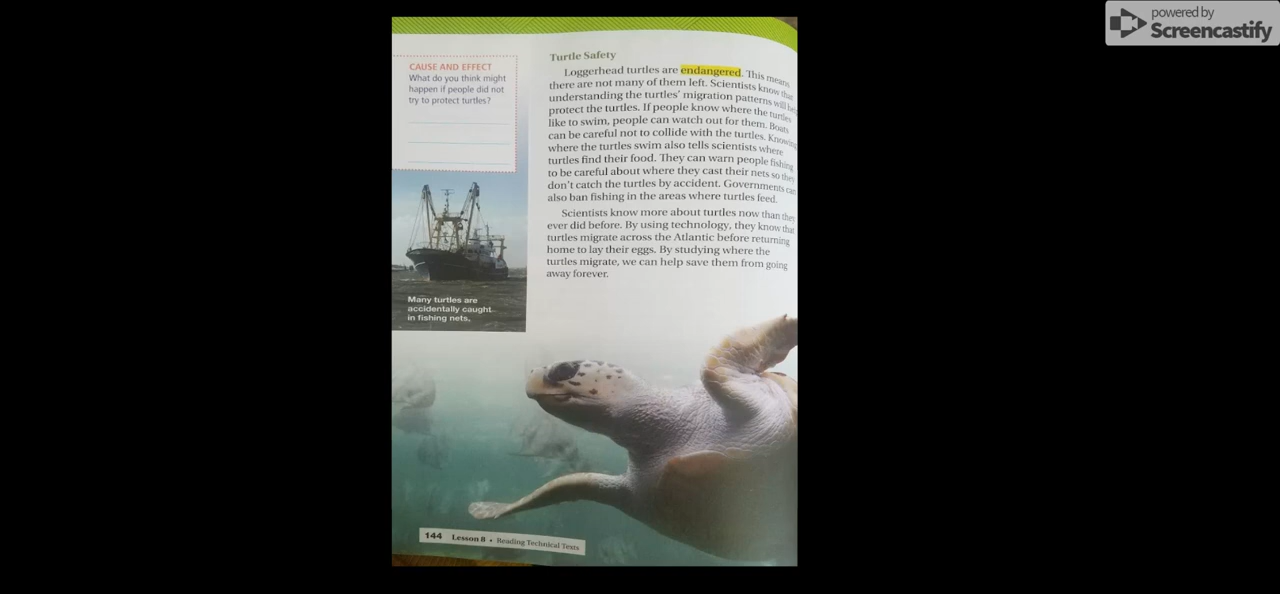 powered by
Screencastify
CAUSE AND EFFECT
What do you think might
happen if people did not
try to protect turtles?
Many turtles are
accidentally caught
in fishing nets.
Turtle Safety
Loggerhead turtles are endangered. This means
there are not many of them left. Scientists know that
understanding the turtles' migration patterns will help
protect the turtles. If people know where the turtles
like to swim, people can watch out for them. Boats
can be careful not to collide with the turtles. Knowing
where the turtles swim also tells scientists where
turtles find their food. They can warn people fishing
to be careful about where they cast their nets so they
don't catch the turtles by accident. Governments can
also ban fishing in the areas where turtles feed.
Scientists know more about turtles now than they
ever did before. By using technology, they know that
turtles migrate across the Atlantic before returning
home to lay their eggs. By studying where the
turtles migrate, we can help save them from going
away forever.
144 Lesson 8 • Reading Technical Texts